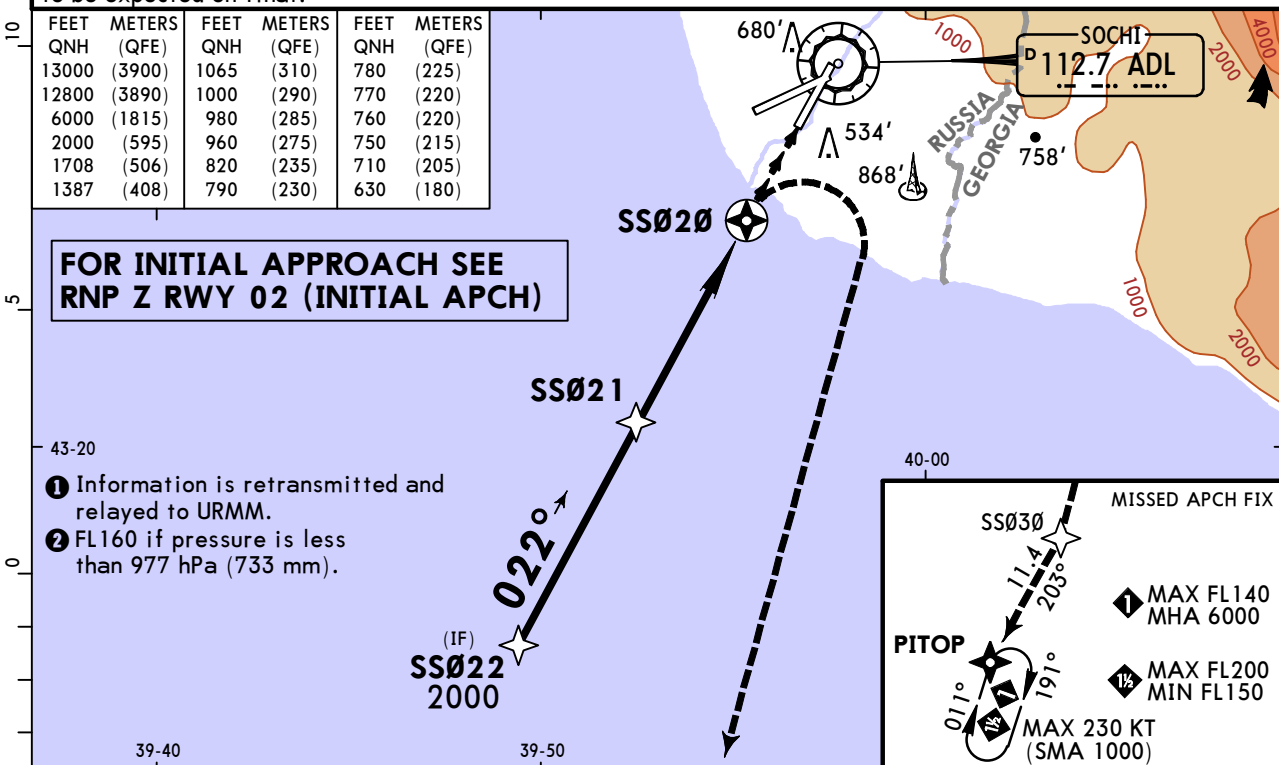 to be expected on final.
FEET METERS FEET METERS FEET METERS
QNH (QFE) QNH (QFE) QNH (QFE)
13000 (3900) 1065 (310) 780 (225)
12800 (3890) 1000 (290) 770 (220)
6000 (1815) 980 (285) 760 (220)
2000 (595) 960 (275) 750 (215)
1708 (506) 820 (235) 710 (205)
1387 (408) 790 (230) 630 (180)
10
5
0
680'
1000
SOCHI
D 112.7 ADL
2000
4000
534'
868'
RUSSIA
GEORGIA
758'
SSØ2Ø
FOR INITIAL APPROACH SEE
RNP Z RWY 02 (INITIAL APCH)
1000
2000
SSØ21
43-20
40-00
1 Information is retransmitted and
relayed to URMM.
2 FL160 if pressure is less
than 977 hPa (733 mm).
022°
(IF)
SSØ22
2000
39-40
39-50
MISSED APCH FIX
SSØ3Ø
11.4
203°
PITOP
011°
191°
1
1½
1 MAX FL140
MHA 6000
1½ MAX FL200
MIN FL150
MAX 230 KT
(SMA 1000)